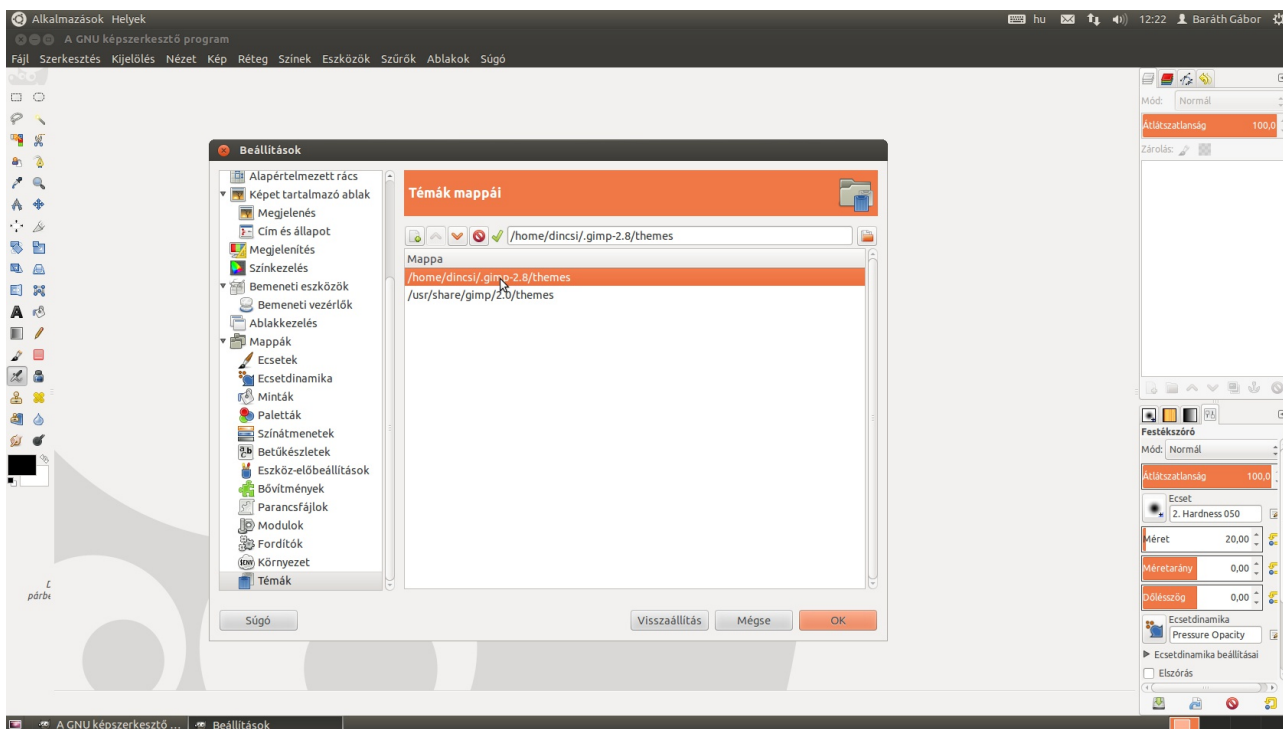 Alkalmazások Helyek
hu 12:22 Baráth Gábor
A GNU képszerkesztő program
Fájl Szerkesztés Kijelölés Nézet Kép Réteg Színek Eszközök Szűrők Ablakok Súgó
Mód: Normál
Átlátszatlanság 100,0
Zárolás:
Beállítások
Alapértelmezett rács
Képet tartalmazó ablak
Megjelenés
Cím és állapot
Megjelenítés
Színkezelés
Bemeneti eszközök
Bemeneti vezérlők
Ablakkezelés
Mappák
Ecsetek
Ecsetdinamika
Minták
Paletták
Színátmenetek
Betűkészletek
Eszköz-előbeállítások
Bővítmények
Parancsfájlok
Modulok
Fordítók
Környezet
Témák
Témák mappái
/home/dincsi/.gimp-2.8/themes
Mappa
/home/dincsi/.gimp-2.8/themes
/usr/share/gimp/2.0/themes
Súgó
Visszaállítás Mégse OK
Festékszóró
Mód: Normál
Átlátszatlanság 100,0
Ecset
2. Hardness 050
Méret 20,00
Méretarány 0,00
Dőlésszög 0,00
Ecsetdinamika
Pressure Opacity
Ecsetdinamika beállításai
Elszórás
A GNU képszerkesztő ... Beállítások